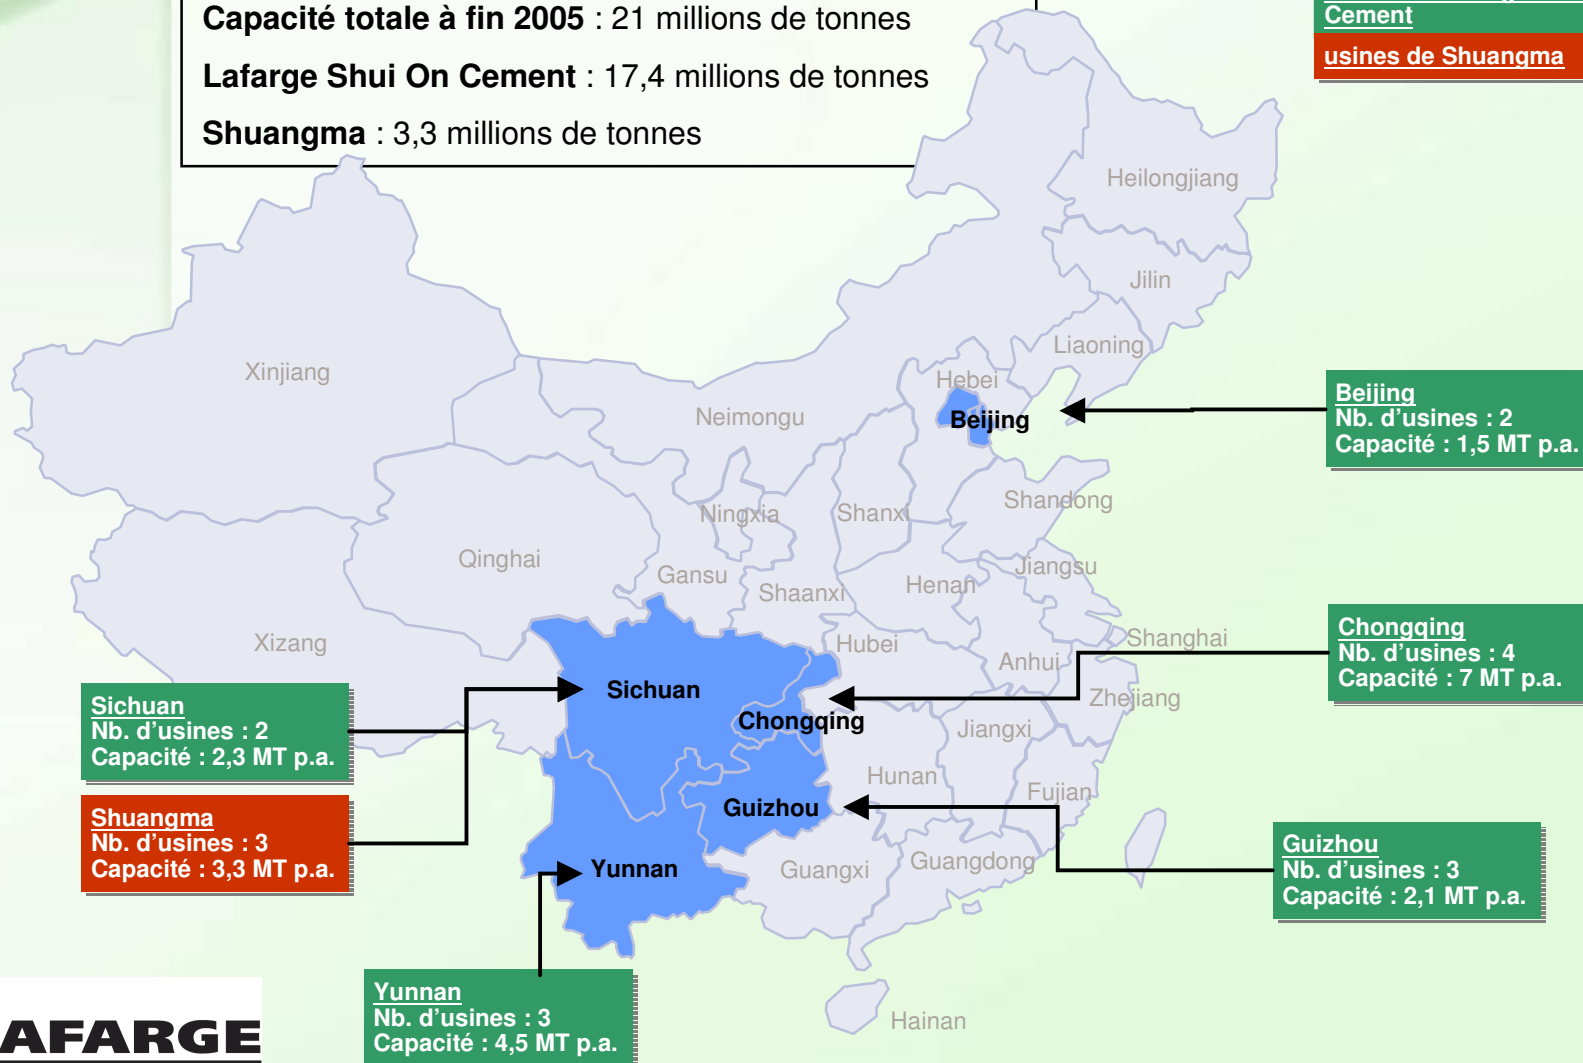 Capacité totale à fin 2005 : 21 millions de tonnes
Lafarge Shui On Cement : 17,4 millions de tonnes
Shuangma : 3,3 millions de tonnes
Cement
usines de Shuangma
Heilongjiang
Jilin
Liaoning
Xinjiang
Hebei
Neimongu
Beijing
Beijing
Nb. d'usines : 2
Capacité : 1,5 MT p.a.
Shandong
Ningxia
Shanxi
Qinghai
Gansu
Jiangsu
Shaanxi
Henan
Xizang
Hubei
Shanghai
Anhui
Chongqing
Nb. d'usines : 4
Capacité : 7 MT p.a.
Sichuan
Zhejiang
Chongqing
Jiangxi
Sichuan
Nb. d'usines : 2
Capacité : 2,3 MT p.a.
Hunan
Fujian
Guizhou
Shuangma
Nb. d'usines : 3
Capacité : 3,3 MT p.a.
Yunnan
Guangxi
Guangdong
Guizhou
Nb. d'usines : 3
Capacité : 2,1 MT p.a.
Yunnan
Nb. d'usines : 3
Capacité : 4,5 MT p.a.
Hainan
AFARGE